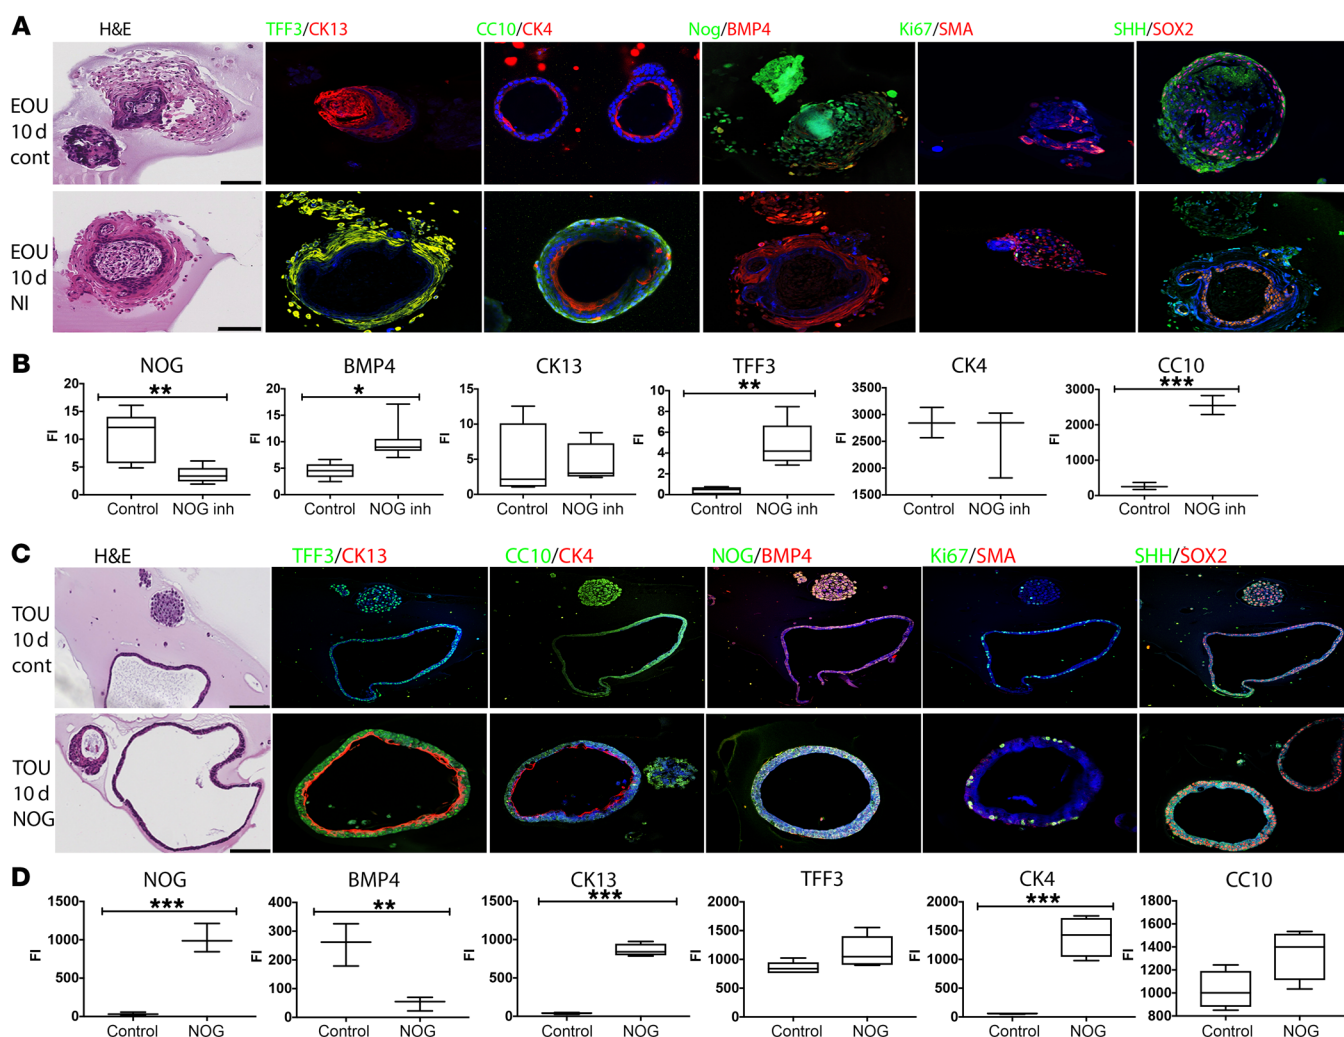 A
H&E TFF3/CK13 CC10/CK4 Nog/BMP4 Ki67/SMA SHH/SOX2
EOU
10 d
cont
EOU
10 d
NI
B
NOG BMP4 CK13 TFF3 CK4 CC10
** * ** ***
FI 20 15 10 5 0 Control NOG inh
FI 20 15 10 5 0 Control NOG inh
FI 15 10 5 0 Control NOG inh
FI 10 8 6 4 2 0 Control NOG inh
FI 3500 3000 2500 2000 1500 Control NOG inh
FI 3000 2000 1000 0 Control NOG inh
C
H&E TFF3/CK13 CC10/CK4 NOG/BMP4 Ki67/SMA SHH/SOX2
TOU
10 d
cont
TOU
10 d
NOG
D
NOG BMP4 CK13 TFF3 CK4 CC10
*** ** *** ***
FI 1500 1000 500 0 Control NOG
FI 400 300 200 100 0 Control NOG
FI 1500 1000 500 0 Control NOG
FI 2000 1500 1000 500 0 Control NOG
FI 2000 1500 1000 500 0 Control NOG
FI 1800 1600 1400 1200 1000 800 Control NOG